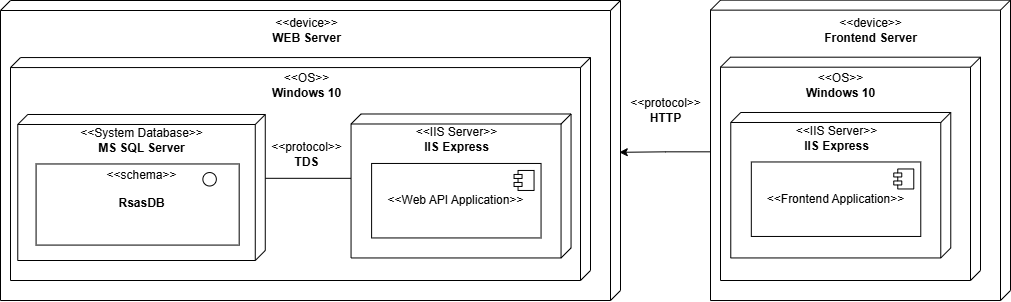 <<device>>
WEB Server
<<OS>>
Windows 10
<<System Database>>
MS SQL Server
<<schema>>
RsasDB
<<protocol>>
TDS
<<IIS Server>>
IIS Express
<<Web API Application>>
<<protocol>>
HTTP
<<device>>
Frontend Server
<<OS>>
Windows 10
<<IIS Server>>
IIS Express
<<Frontend Application>>